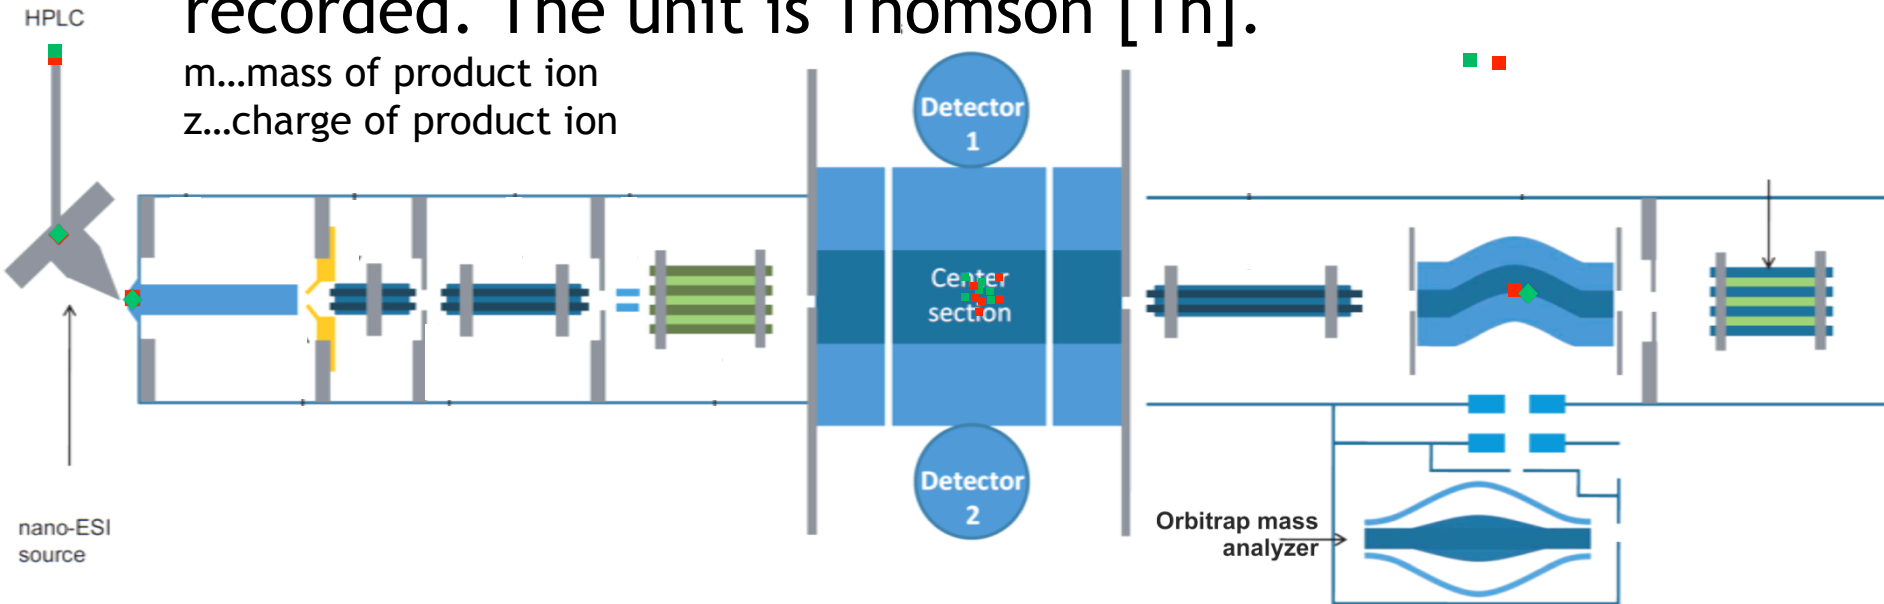 HPLC
recorded. The unit is Thomson [Th].
m…mass of product ion
z…charge of product ion
Detector
1
Center
section
Detector
2
nano-ESI
source
Orbitrap mass
analyzer